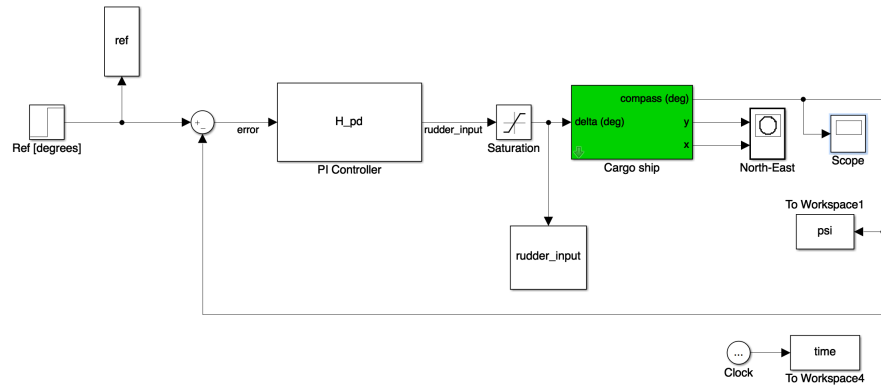 ref
Ref [degrees]
+
−
error
H_pd
PI Controller
rudder_input
Saturation
rudder_input
compass (deg)
delta (deg)
y
x
Cargo ship
North-East
Scope
To Workspace1
psi
...
Clock
time
To Workspace4